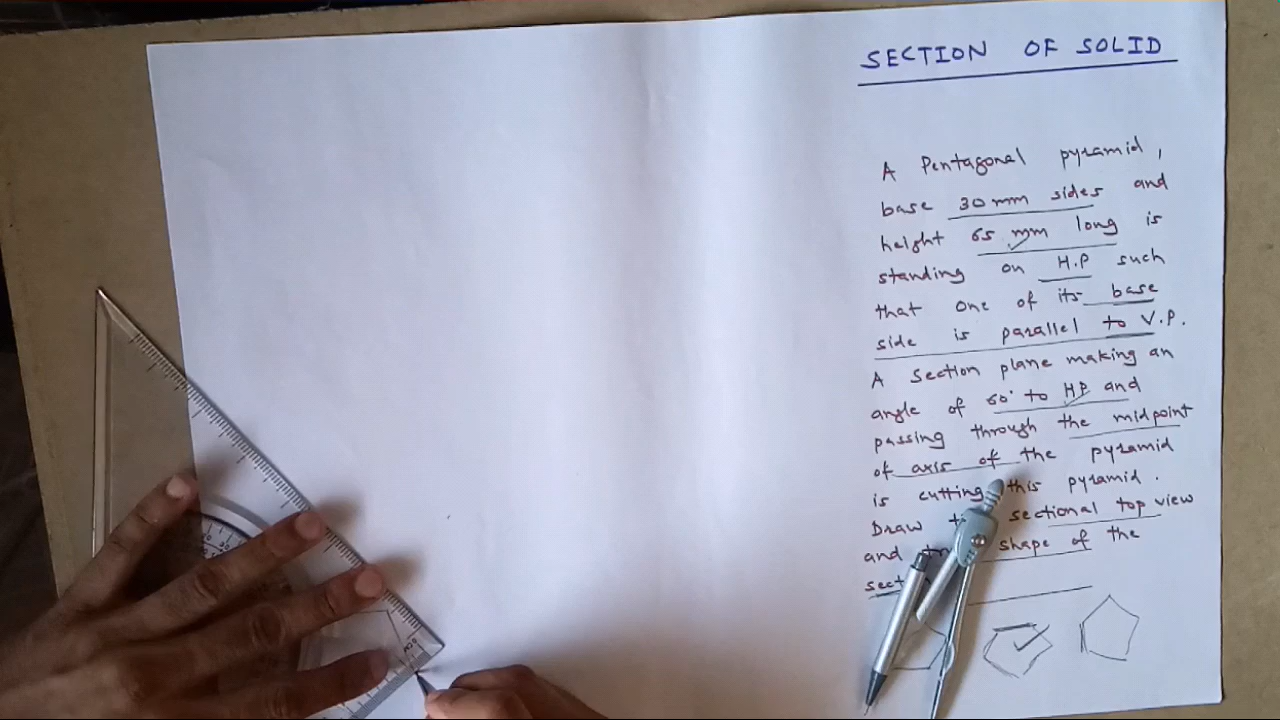 SECTION OF SOLID
A Pentagonal pyramid,
base 30 mm sides and
height 65 mm long is
standing on H.P such
that one of its base
side is parallel to V.P.
A section plane making an
angle of 60° to HP and
passing through the midpoint
of axis of the pyramid
is cutting this pyramid.
Draw sectional top view
and shape of the